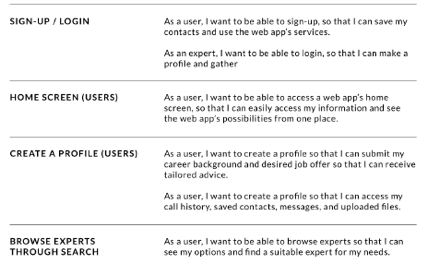 SIGN-UP / LOGIN
As a user, I want to be able to sign-up, so that I can save my
contacts and use the web app's services.
As an expert, I want to be able to login, so that I can make a
profile and gather
HOME SCREEN (USERS)
As a user, I want to be able to access a web app's home
screen, so that I can easily access my information and see
the web app's possibilities from one place.
CREATE A PROFILE (USERS)
As a user, I want to create a profile so that I can submit my
career background and desired job offer so that I can receive
tailored advice.
As a user, I want to create a profile so that I can access my
call history, saved contacts, messages, and uploaded files.
BROWSE EXPERTS
THROUGH SEARCH
As a user, I want to be able to browse experts so that I can
see my options and find a suitable expert for my needs.